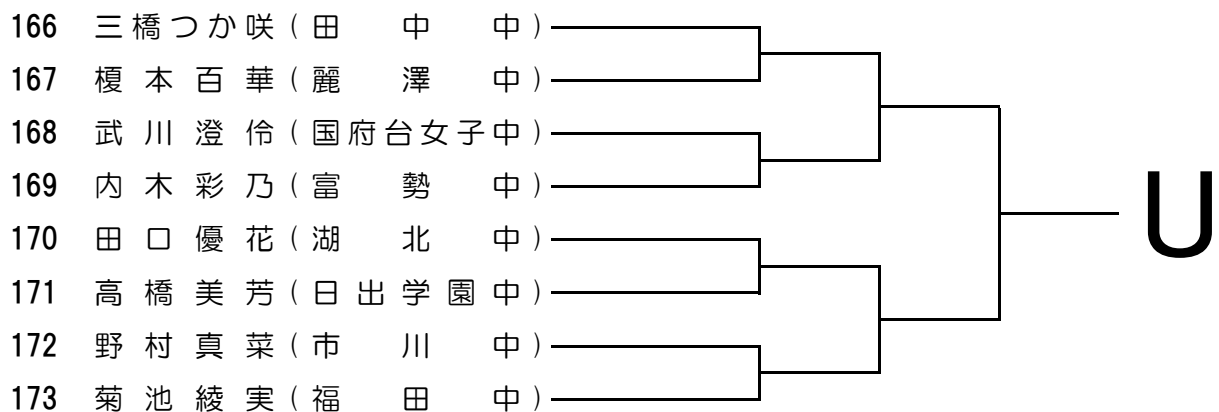 166 三橋つか咲(田中中)
167 榎本百華(麗澤中)
168 武川澄伶(国府台女子中)
169 内木彩乃(富勢中)
170 田口優花(湖北中)
171 高橋美芳(日出学園中)
172 野村真菜(市川中)
173 菊池綾実(福田中)
U